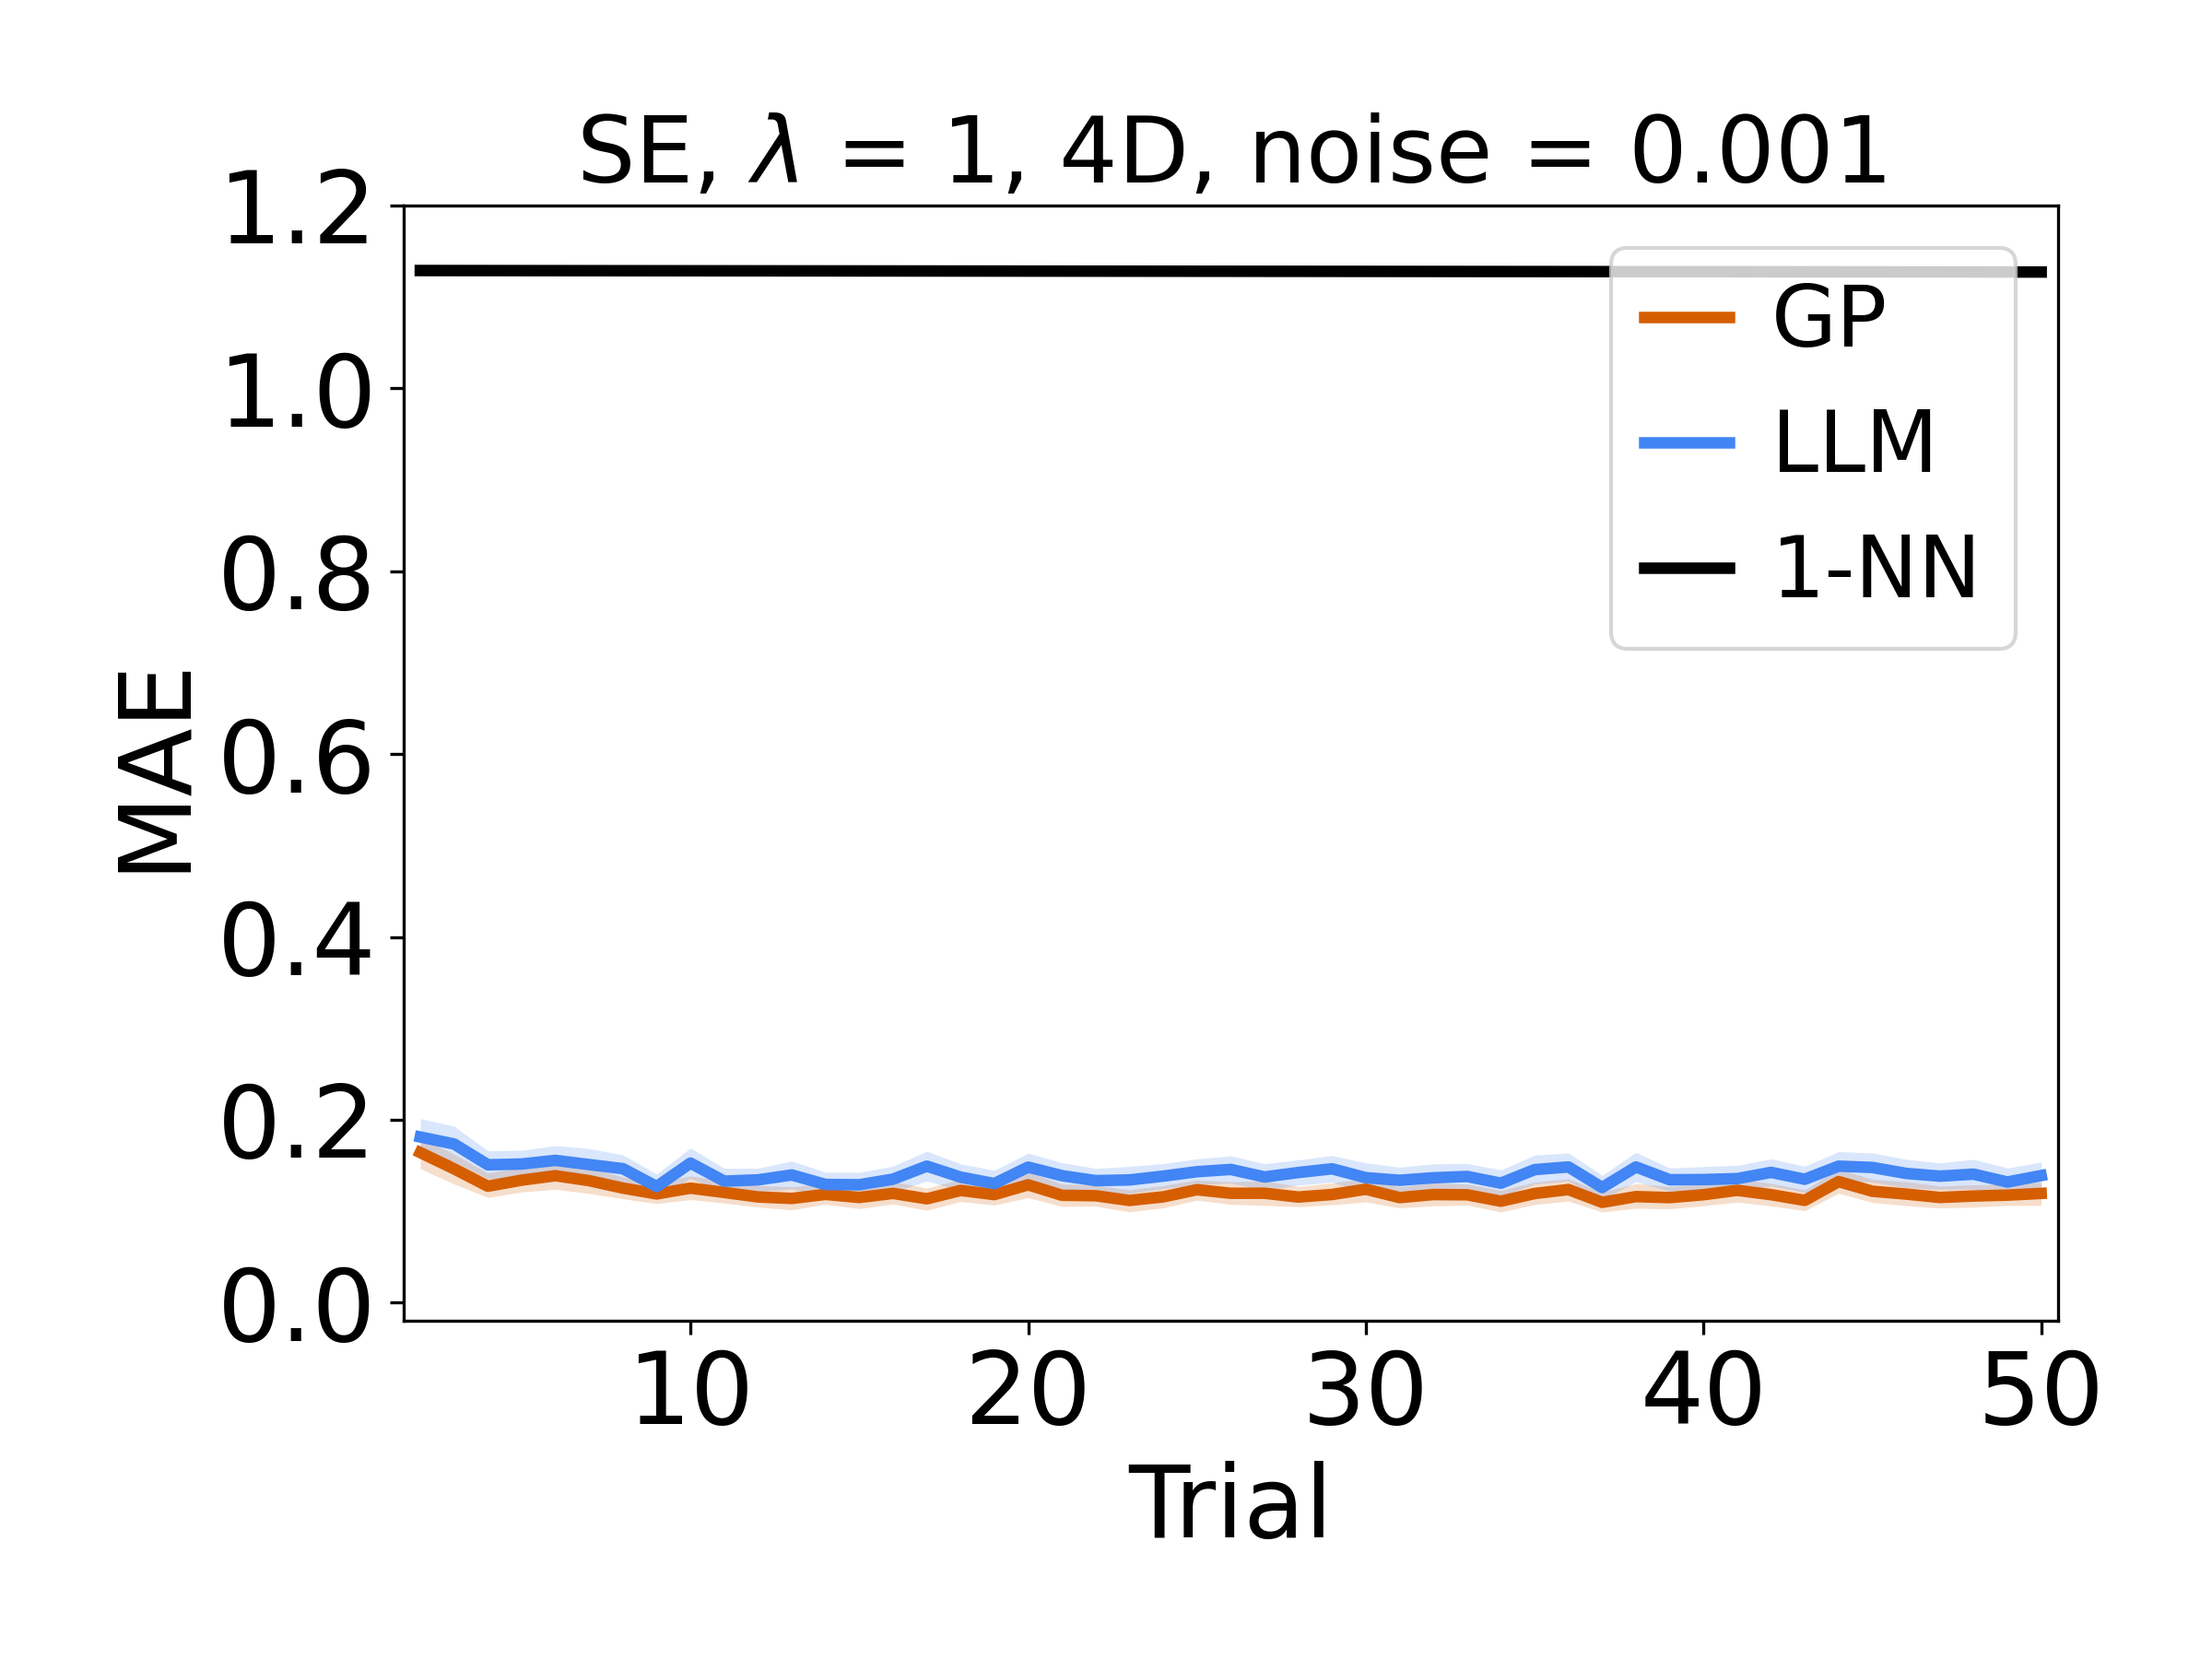 SE, λ = 1, 4D, noise = 0.001
1.2
1.0
0.8
0.6
0.4
0.2
0.0
MAE
GP
LLM
1-NN
10 20 30 40 50
Trial